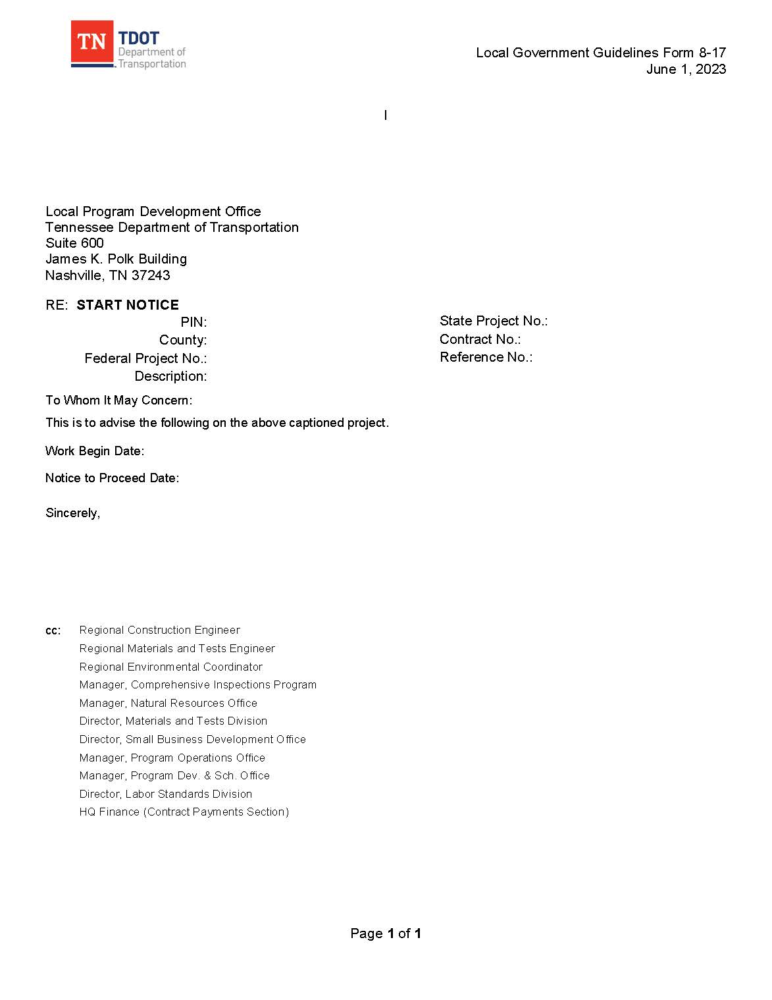 TN TDOT
Department of
Transportation
Local Government Guidelines Form 8-17
June 1, 2023
|
Local Program Development Office
Tennessee Department of Transportation
Suite 600
James K. Polk Building
Nashville, TN 37243
RE: START NOTICE
PIN:
State Project No.:
County:
Contract No.:
Federal Project No.:
Reference No.:
Description:
To Whom It May Concern:
This is to advise the following on the above captioned project.
Work Begin Date:
Notice to Proceed Date:
Sincerely,
cc: Regional Construction Engineer
Regional Materials and Tests Engineer
Regional Environmental Coordinator
Manager, Comprehensive Inspections Program
Manager, Natural Resources Office
Director, Materials and Tests Division
Director, Small Business Development Office
Manager, Program Operations Office
Manager, Program Dev. & Sch. Office
Director, Labor Standards Division
HQ Finance (Contract Payments Section)
Page 1 of 1